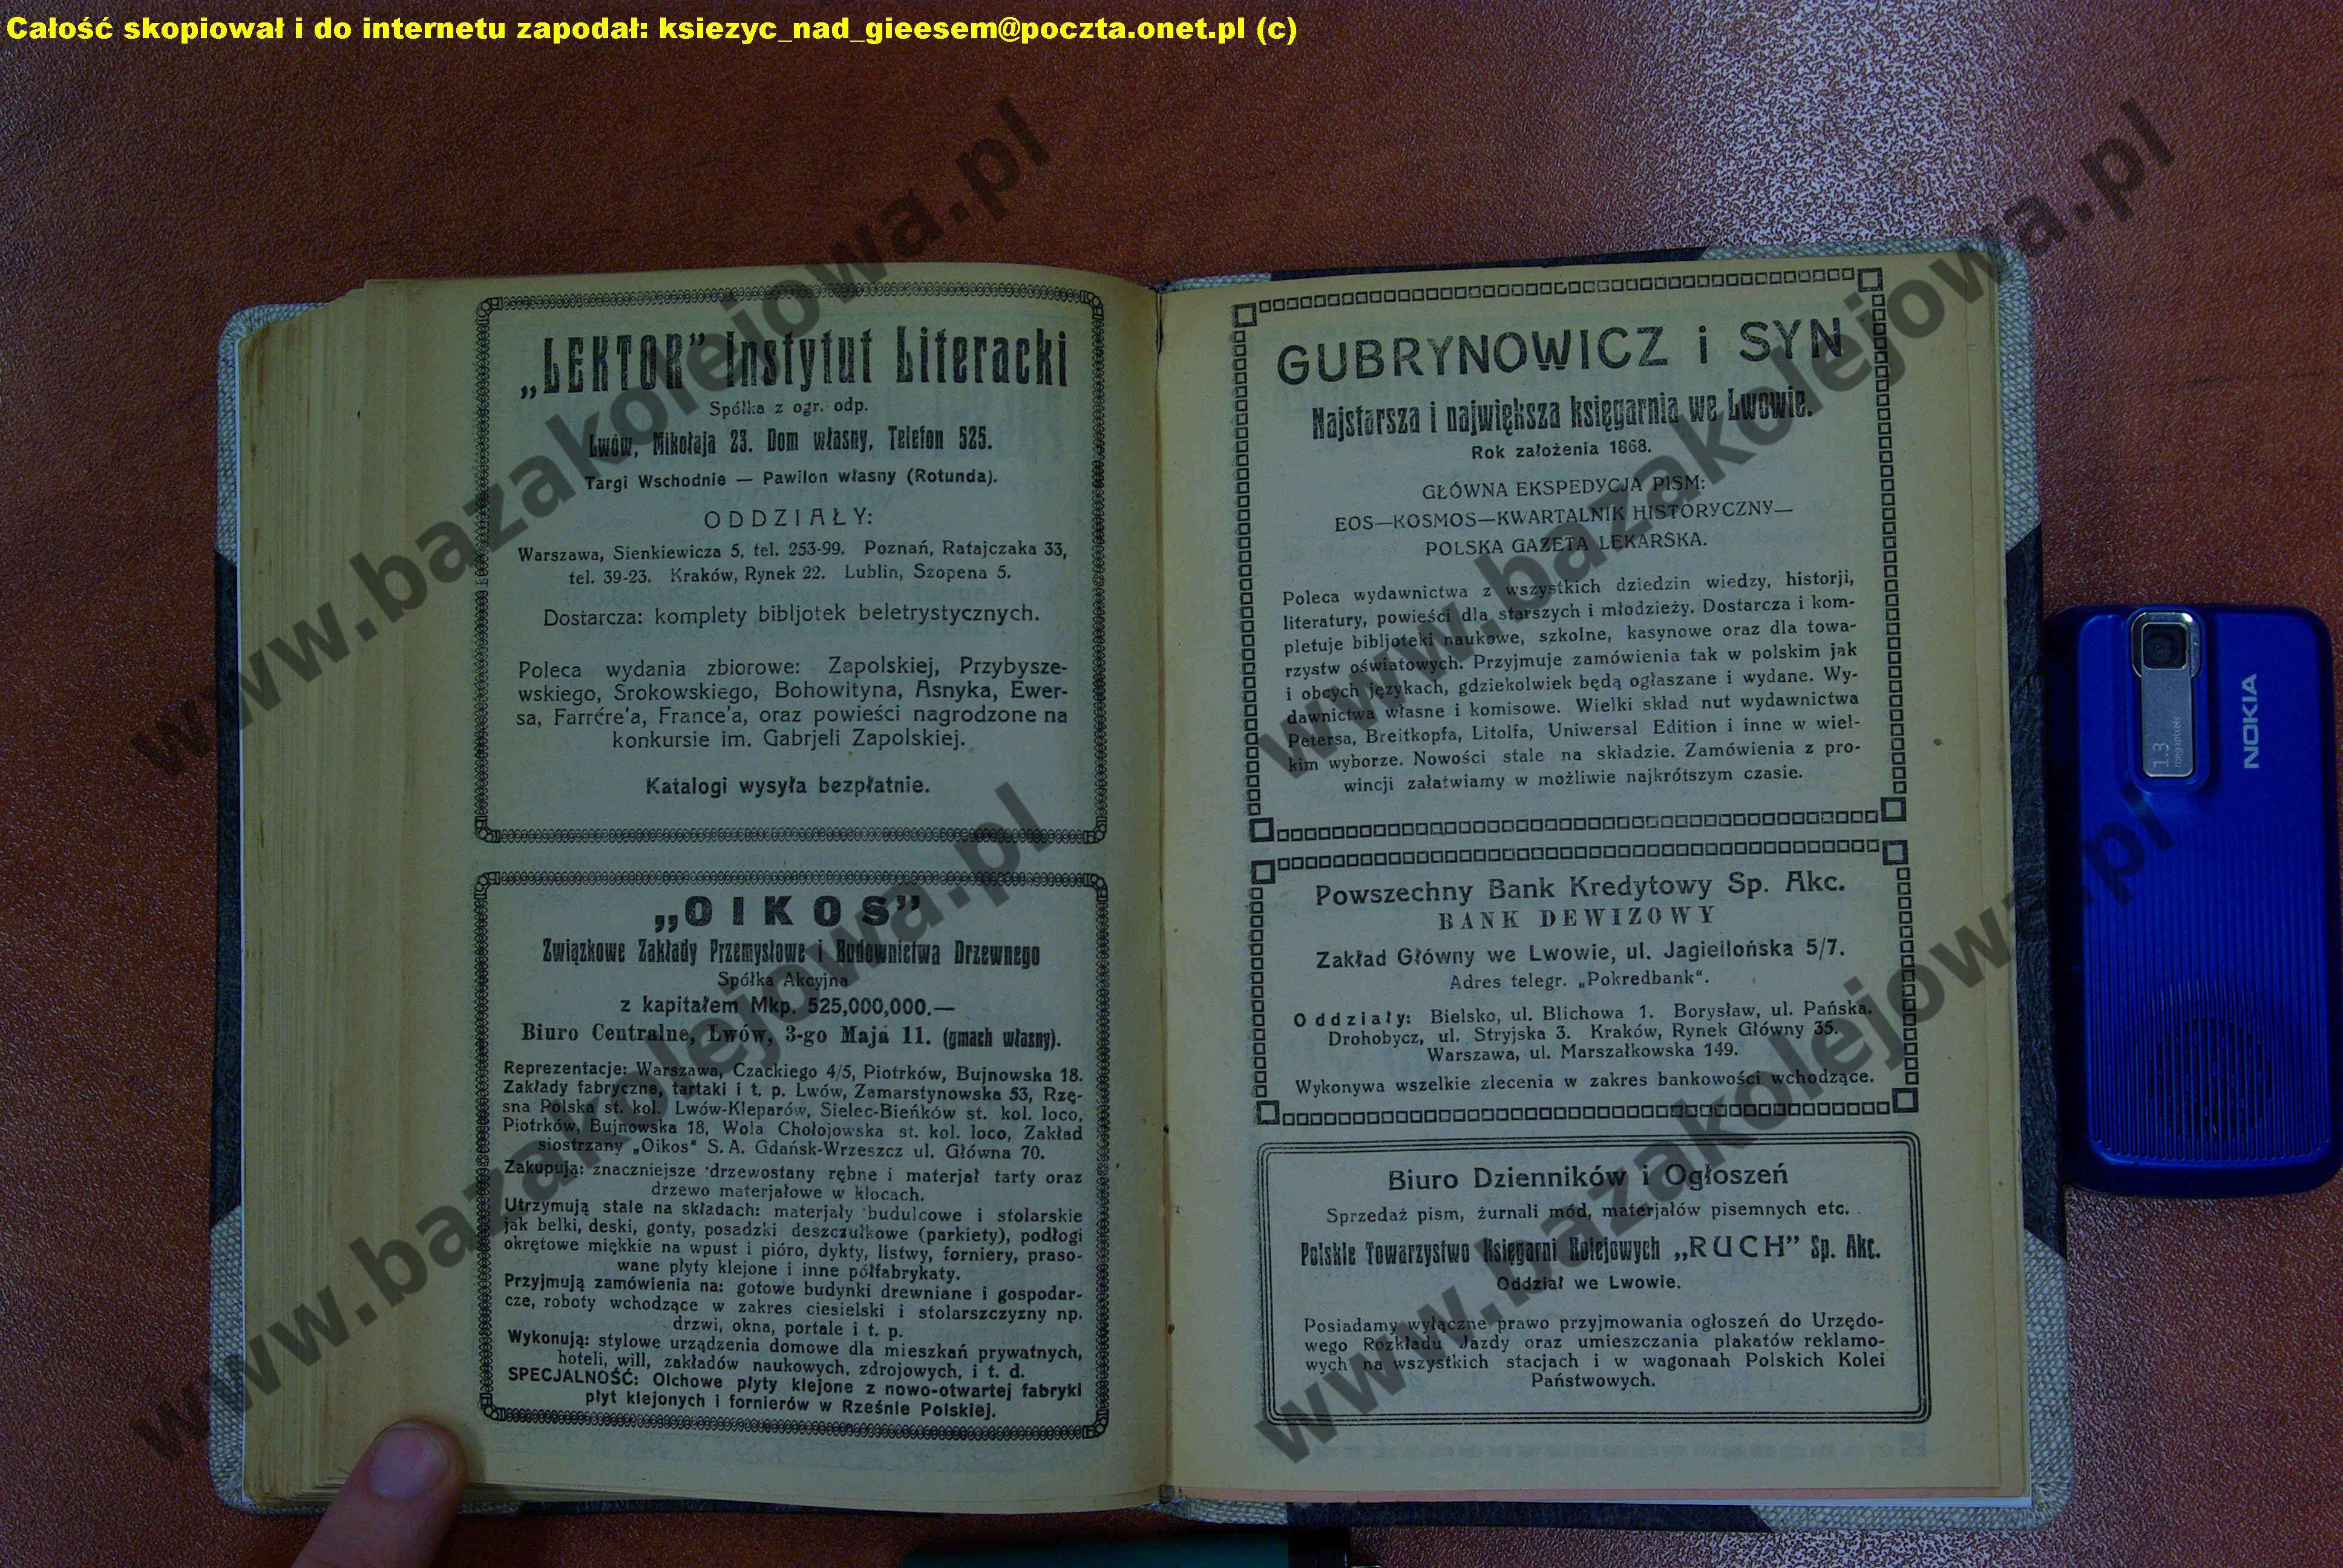 Całość skopiował i do internetu zapodał: ksiezyc_nad_gieesem@poczta.onet.pl (c)
„LEKTOR” Instytut Literacki
Spółka z ogr. odp.
Lwów, Mikołaja 23. Dom własny, Telefon 525.
Targi Wschodnie — Pawilon własny (Rotunda).
ODDZIAŁY:
Warszawa, Sienkiewicza 5, tel. 253-99. Poznań, Ratajczaka 33,
tel. 39-23. Kraków, Rynek 22. Lublin, Szopena 5.
Dostarcza: komplety bibljotek beletrystycznych.
Poleca wydania zbiorowe: Zapolskiej, Przybysze-
wskiego, Srokowskiego, Bohowityna, Asnyka, Ewer-
sa, Farrére'a, France'a, oraz powieści nagrodzone na
konkursie im. Gabrjeli Zapolskiej.
Katalogi wysyła bezpłatnie.
„OIKOS”
Związkowe Zakłady Przemysłowe i Budownictwa Drzewnego
Spółka Akcyjna
z kapitałem Mkp. 525,000,000.—
Biuro Centralne, Lwów, 3-go Maja 11. (gmach własny).
Reprezentacje: Warszawa, Czackiego 4/5, Piotrków, Bujnowska 18.
Zakłady fabryczne, tartaki i t. p. Lwów, Zamarstynowska 53, Rzę-
sna Polska st. kol. Lwów-Kleparów, Sielec-Bieńków st. kol. loco,
Piotrków, Bujnowska 18, Wola Chołojowska st. kol. loco, Zakład
siostrzany „Oikos“ S. A. Gdańsk-Wrzeszcz ul. Główna 70.
Zakupują: znaczniejsze drzewostany rębne i materjał tarty oraz
drzewo materjałowe w klocach.
Utrzymują stale na składach: materjały budulcowe i stolarskie
jak belki, deski, gonty, posadzki deszczułkowe (parkiety), podłogi
okrętowe miękkie na wpust i pióro, dykty, listwy, forniery, praso-
wane płyty klejone i inne półfabrykaty.
Przyjmują zamówienia na: gotowe budynki drewniane i gospodar-
cze, roboty wchodzące w zakres ciesielski i stolarszczyzny np.
drzwi, okna, portale i t. p.
Wykonują: stylowe urządzenia domowe dla mieszkań prywatnych,
hoteli, will, zakładów naukowych, zdrojowych, i t. d.
SPECJALNOŚĆ: Olchowe płyty klejone z nowo-otwartej fabryki
płyt klejonych i fornierów w Rześnie Polskiej.
GUBRYNOWICZ i SYN
Najstarsza i największa księgarnia we Lwowie.
Rok założenia 1868.
GŁÓWNA EKSPEDYCJA PISM:
EOS—KOSMOS—KWARTALNIK HISTORYCZNY—
POLSKA GAZETA LEKARSKA.
Poleca wydawnictwa z wszystkich dziedzin wiedzy, historji,
literatury, powieści dla starszych i młodzieży. Dostarcza i kom-
pletuje bibljoteki naukowe, szkolne, kasynowe oraz dla towa-
rzystw oświatowych. Przyjmuje zamówienia tak w polskim jak
i obcych językach, gdziekolwiek będą ogłaszane i wydane. Wy-
dawnictwa własne i komisowe. Wielki skład nut wydawnictwa
Petersa, Breitkopfa, Litolfa, Uniwersal Edition i inne w wiel-
kim wyborze. Nowości stale na składzie. Zamówienia z pro-
wincji załatwiamy w możliwie najkrótszym czasie.
Powszechny Bank Kredytowy Sp. Akc.
BANK DEWIZOWY
Zakład Główny we Lwowie, ul. Jagiellońska 5/7.
Adres telegr. „Pokredbank“.
Oddziały: Bielsko, ul. Blichowa 1. Borysław, ul. Pańska.
Drohobycz, ul. Stryjska 3. Kraków, Rynek Główny 35.
Warszawa, ul. Marszałkowska 149.
Wykonywa wszelkie zlecenia w zakres bankowości wchodzące.
Biuro Dzienników i Ogłoszeń
Sprzedaż pism, żurnali mód, materjałów pisemnych etc.
Polskie Towarzystwo Księgarni Kolejowych „RUCH” Sp. Akc.
Oddział we Lwowie.
Posiadamy wyłączne prawo przyjmowania ogłoszeń do Urzędo-
wego Rozkładu Jazdy oraz umieszczania plakatów reklamo-
wych na wszystkich stacjach i w wagonaah Polskich Kolei
Państwowych.
NOKIA
1.3
megapixels
www.bazakolejowa.pl
www.bazakolejowa.pl
www.bazakolejowa.pl
www.bazakolejowa.pl